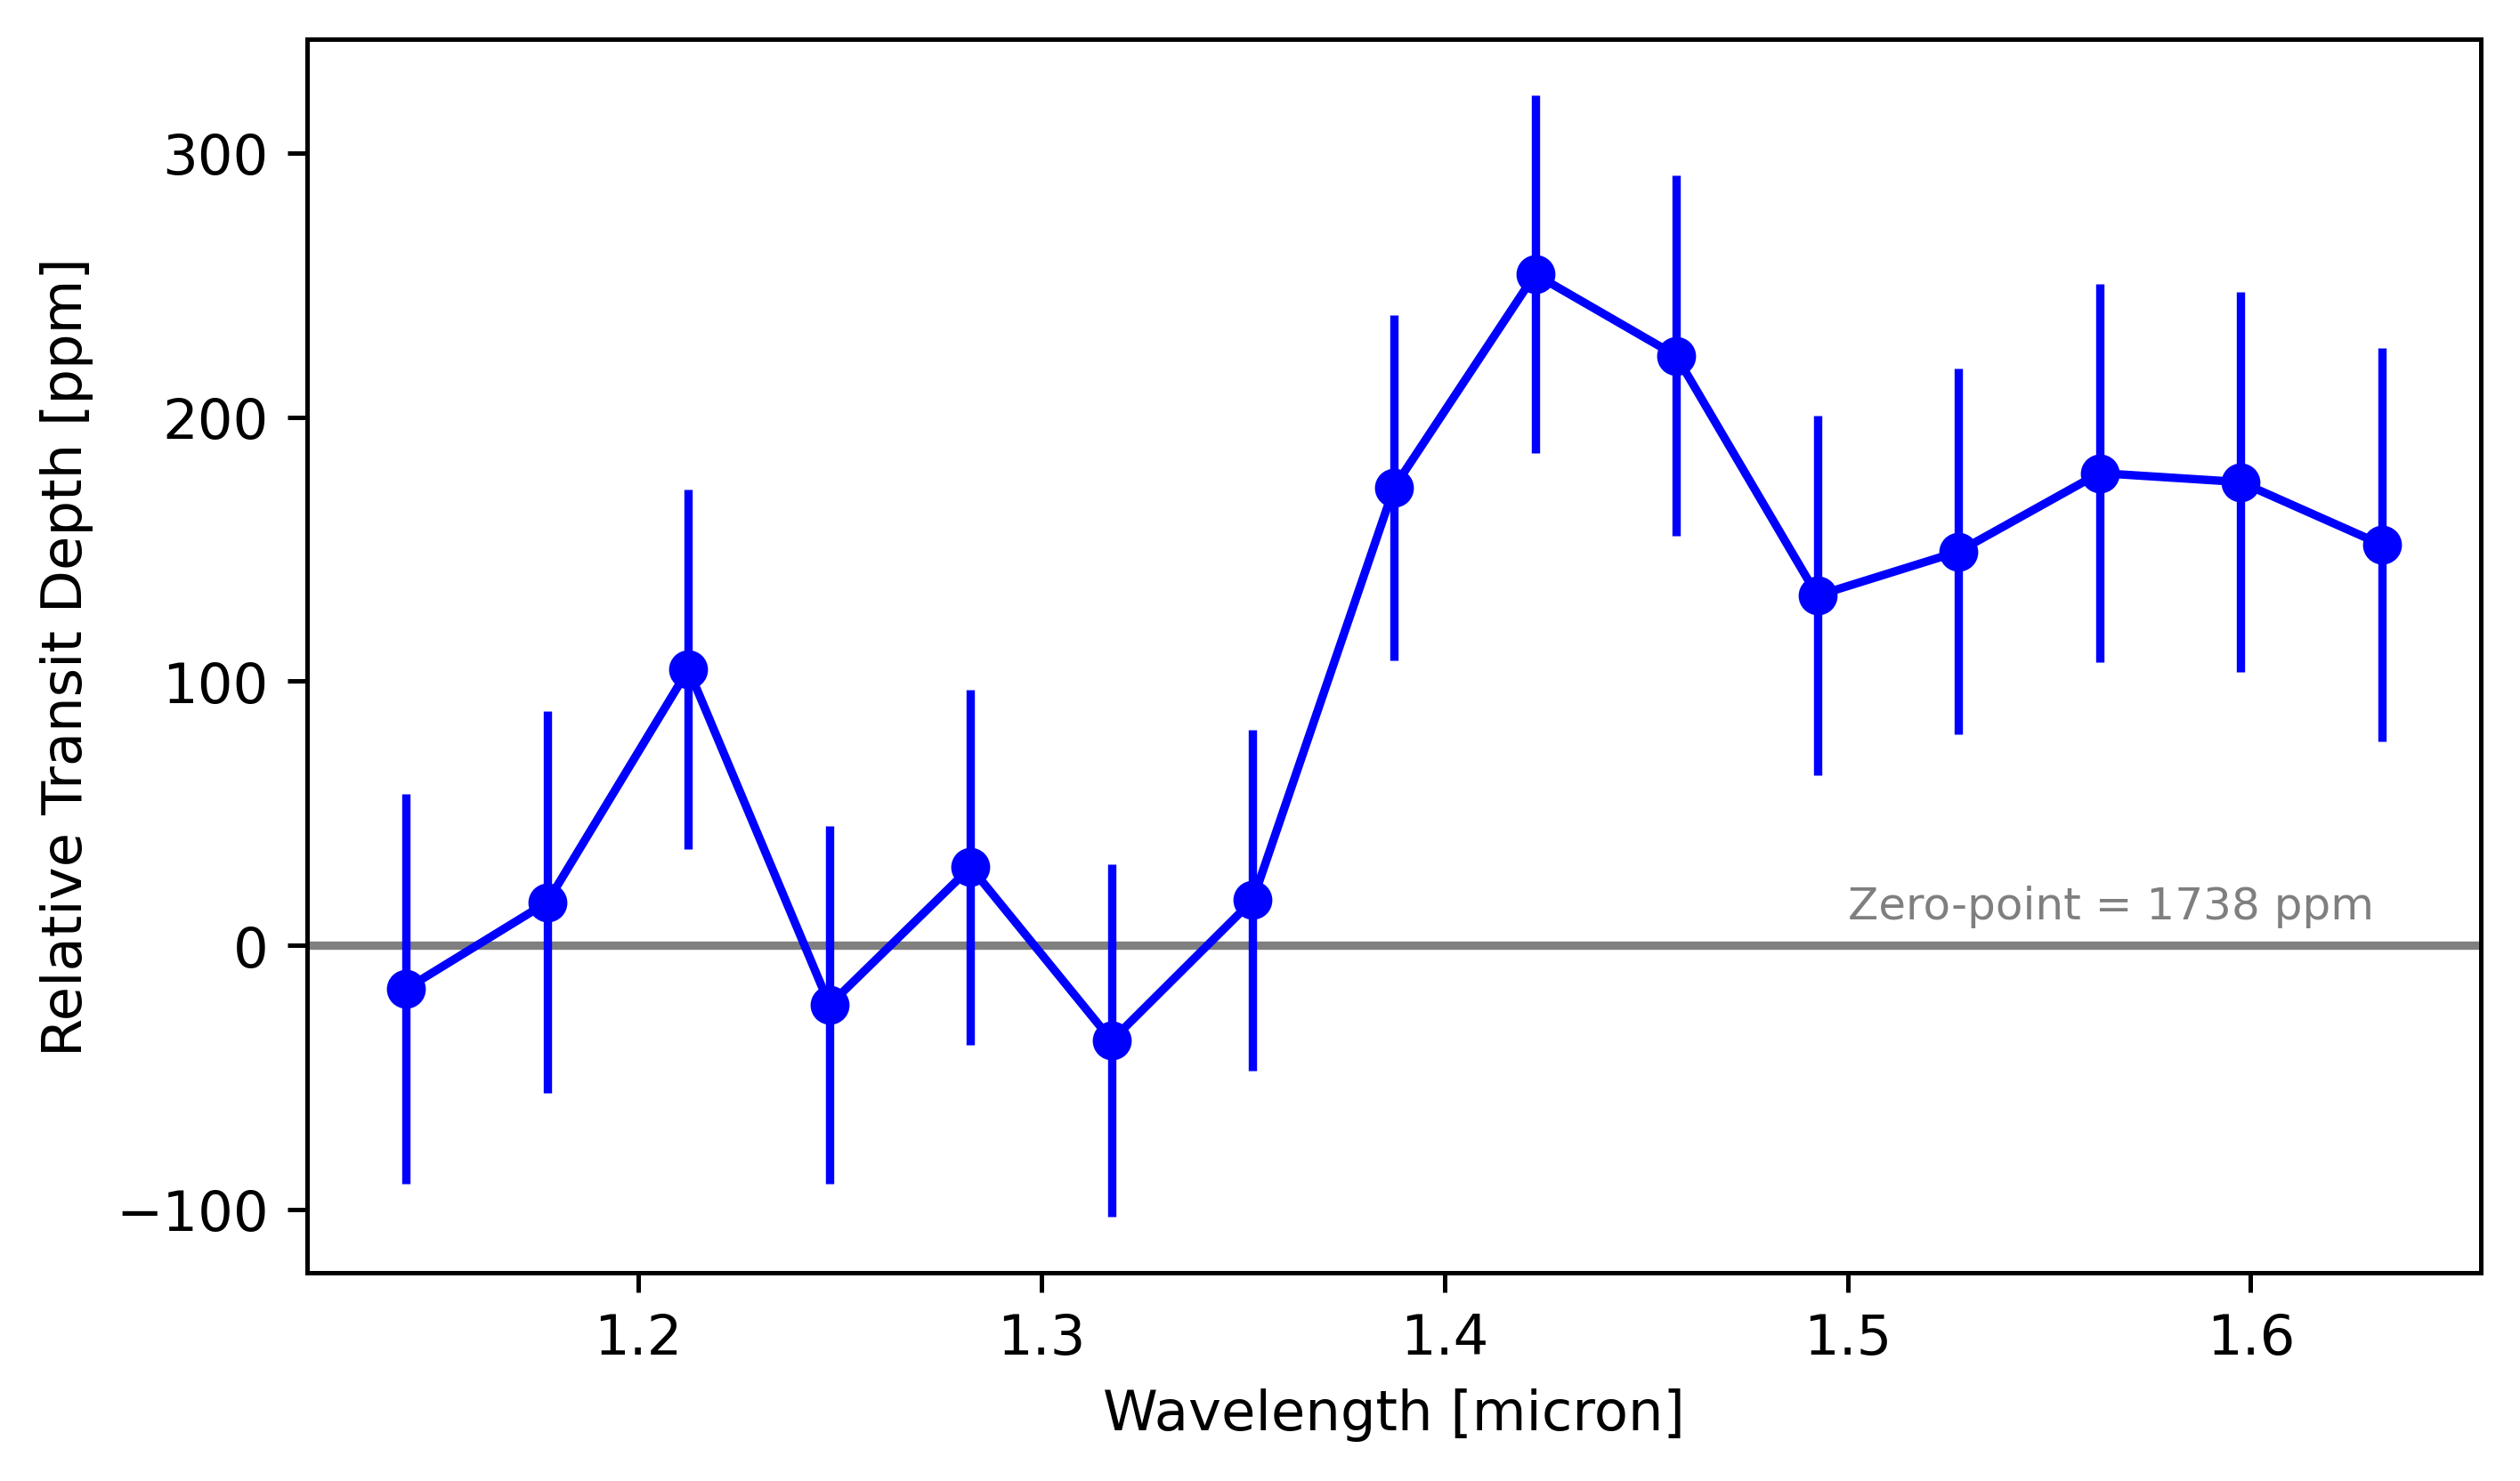 Relative Transit Depth [ppm]
300
200
100
0
−100
Zero-point = 1738 ppm
1.2 1.3 1.4 1.5 1.6
Wavelength [micron]